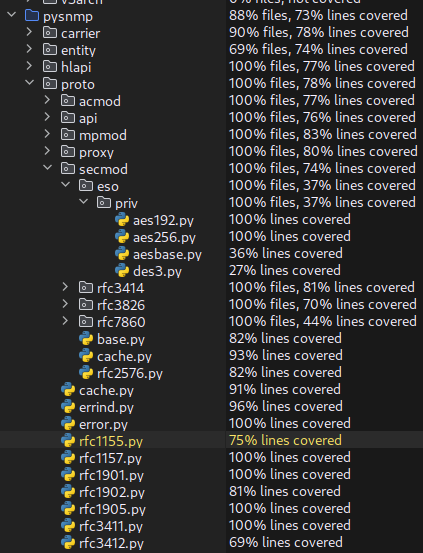 v3arch 0% files, not covered
pysnmp 88% files, 73% lines covered
carrier 90% files, 78% lines covered
entity 69% files, 74% lines covered
hlapi 100% files, 77% lines covered
proto 100% files, 78% lines covered
acmod 100% files, 77% lines covered
api 100% files, 76% lines covered
mpmod 100% files, 83% lines covered
proxy 100% files, 80% lines covered
secmod 100% files, 74% lines covered
eso 100% files, 37% lines covered
priv 100% files, 37% lines covered
aes192.py 100% lines covered
aes256.py 100% lines covered
aesbase.py 36% lines covered
des3.py 27% lines covered
rfc3414 100% files, 81% lines covered
rfc3826 100% files, 70% lines covered
rfc7860 100% files, 44% lines covered
base.py 82% lines covered
cache.py 93% lines covered
rfc2576.py 82% lines covered
cache.py 91% lines covered
errind.py 96% lines covered
error.py 100% lines covered
rfc1155.py 75% lines covered
rfc1157.py 100% lines covered
rfc1901.py 100% lines covered
rfc1902.py 81% lines covered
rfc1905.py 100% lines covered
rfc3411.py 100% lines covered
rfc3412.py 69% lines covered